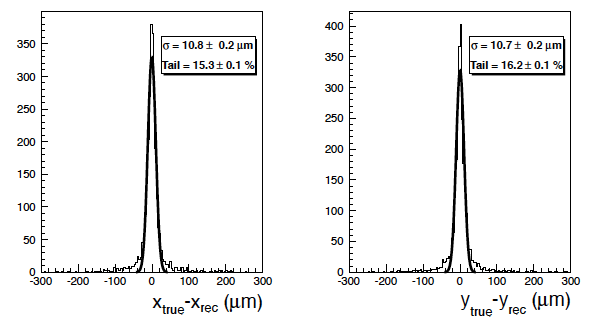 σ = 10.8 ± 0.2 μm
Tail = 15.3 ± 0.1 %
350
300
250
200
150
100
50
0
-300 -200 -100 0 100 200 300
x_true-x_rec (μm)
σ = 10.7 ± 0.2 μm
Tail = 16.2 ± 0.1 %
400
350
300
250
200
150
100
50
0
-300 -200 -100 0 100 200 300
y_true-y_rec (μm)